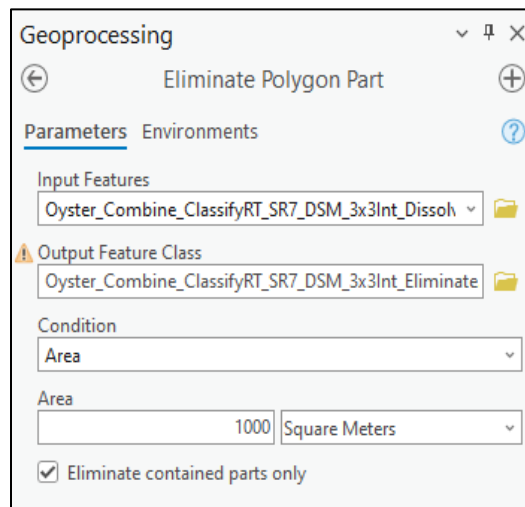 Geoprocessing
Eliminate Polygon Part
Parameters Environments
Input Features
Oyster_Combine_ClassifyRT_SR7_DSM_3x3Int_Dissolv
Output Feature Class
Oyster_Combine_ClassifyRT_SR7_DSM_3x3Int_Eliminate
Condition
Area
Area
1000 Square Meters
Eliminate contained parts only